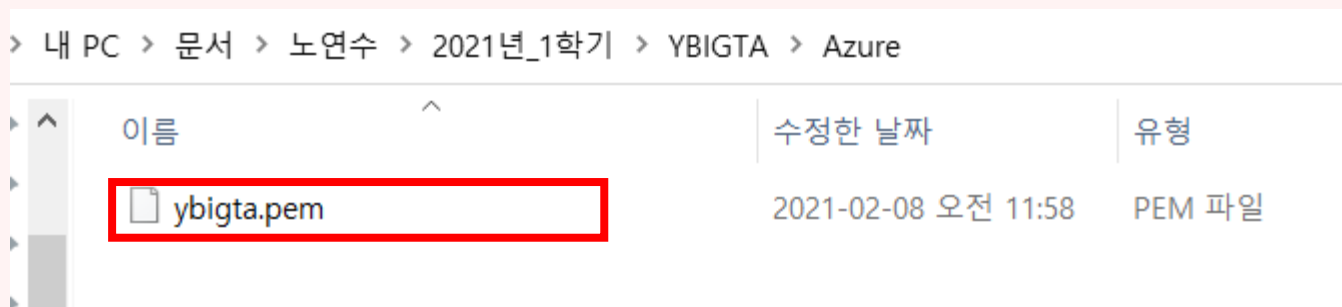 > 내 PC > 문서 > 노연수 > 2021년_1학기 > YBIGTA > Azure
이름 수정한 날짜 유형
ybigta.pem 2021-02-08 오전 11:58 PEM 파일